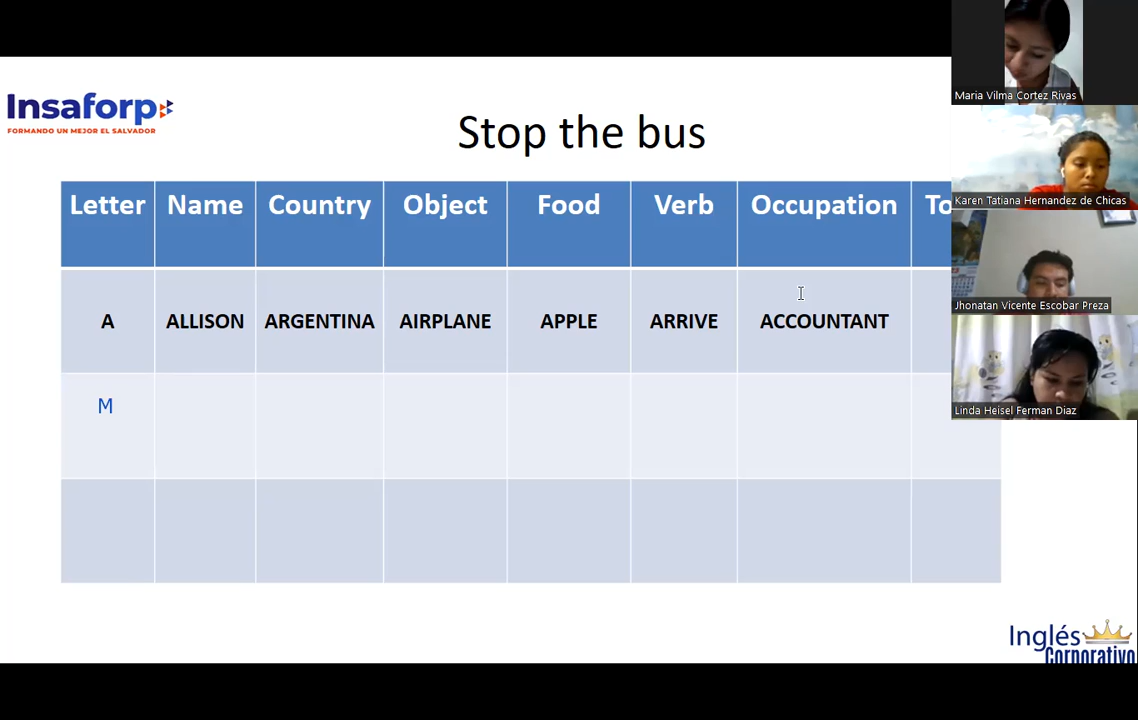 Insaforp
FORMANDO UN MEJOR EL SALVADOR
Stop the bus
Letter Name Country Object Food Verb Occupation To
A ALLISON ARGENTINA AIRPLANE APPLE ARRIVE ACCOUNTANT
M
Maria Vilma Cortez Rivas
Karen Tatiana Hernandez de Chicas
Jhonatan Vicente Escobar Preza
Linda Heisel Ferman Diaz
Inglés
Corporativo